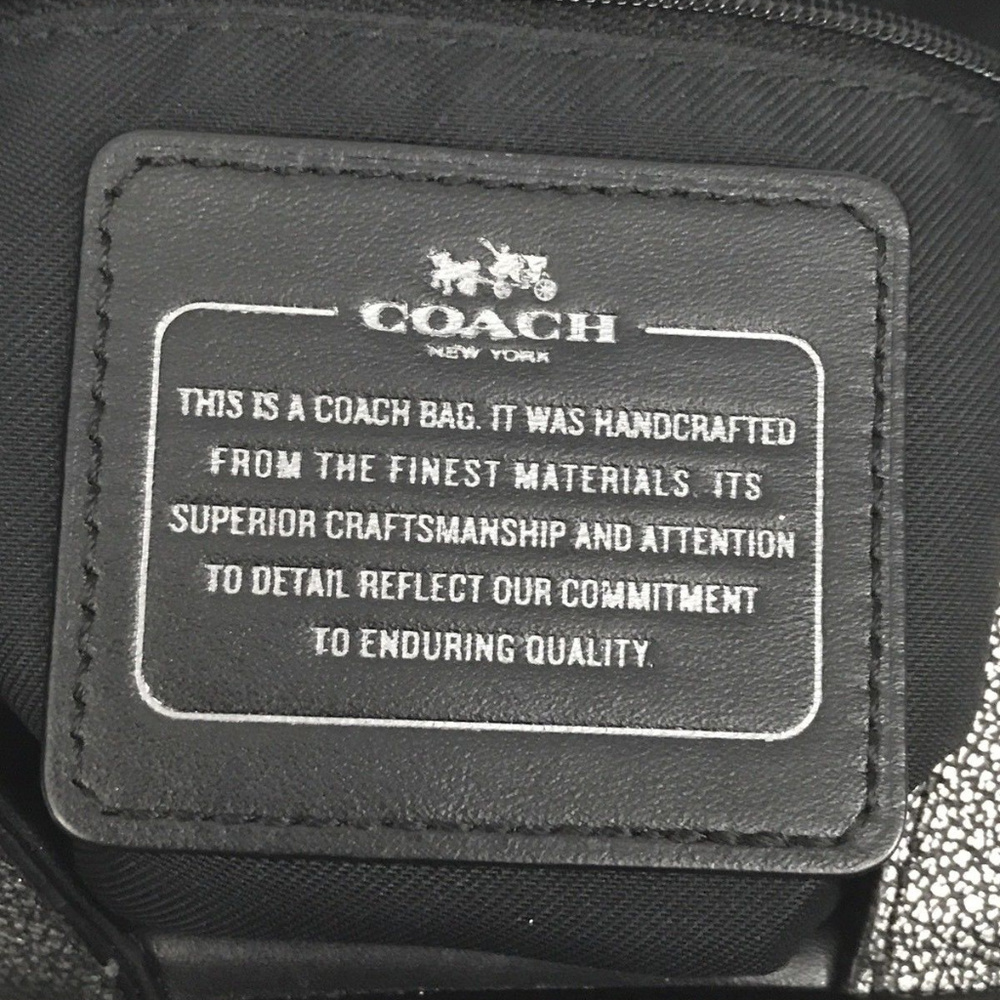 COACH
NEW YORK
THIS IS A COACH BAG. IT WAS HANDCRAFTED
FROM THE FINEST MATERIALS. ITS
SUPERIOR CRAFTSMANSHIP AND ATTENTION
TO DETAIL REFLECT OUR COMMITMENT
TO ENDURING QUALITY.